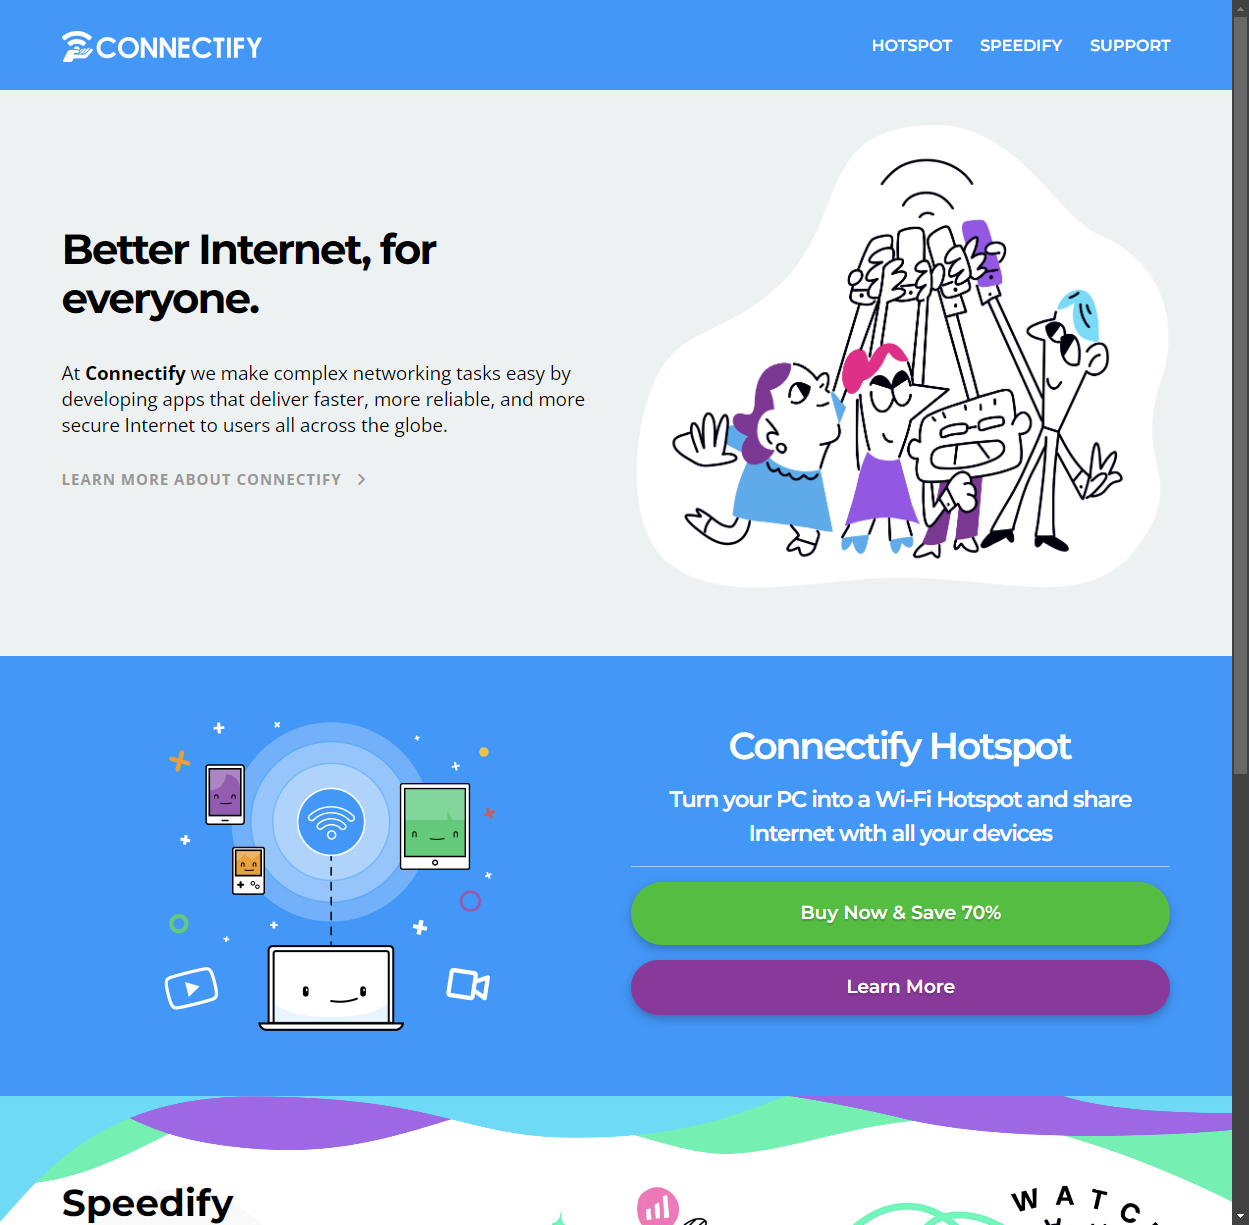 CONNECTIFY
HOTSPOT SPEEDIFY SUPPORT
Better Internet, for
everyone.
At Connectify we make complex networking tasks easy by
developing apps that deliver faster, more reliable, and more
secure Internet to users all across the globe.
LEARN MORE ABOUT CONNECTIFY
Connectify Hotspot
Turn your PC into a Wi-Fi Hotspot and share
Internet with all your devices
Buy Now & Save 70%
Learn More
Speedify